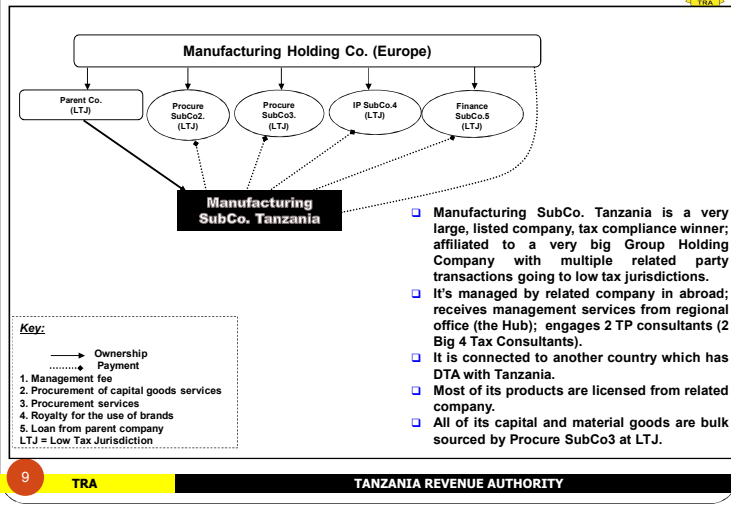 TRA
Manufacturing Holding Co. (Europe)
Parent Co.
(LTJ)
Procure
SubCo2.
(LTJ)
Procure
SubCo3.
(LTJ)
IP SubCo.4
(LTJ)
Finance
SubCo.5
(LTJ)
Manufacturing
SubCo. Tanzania
Manufacturing SubCo. Tanzania is a very
large, listed company, tax compliance winner;
affiliated to a very big Group Holding
Company with multiple related party
transactions going to low tax jurisdictions.
It's managed by related company in abroad;
receives management services from regional
office (the Hub); engages 2 TP consultants (2
Big 4 Tax Consultants).
It is connected to another country which has
DTA with Tanzania.
Most of its products are licensed from related
company.
All of its capital and material goods are bulk
sourced by Procure SubCo3 at LTJ.
Key:
Ownership
Payment
1. Management fee
2. Procurement of capital goods services
3. Procurement services
4. Royalty for the use of brands
5. Loan from parent company
LTJ = Low Tax Jurisdiction
9
TRA
TANZANIA REVENUE AUTHORITY